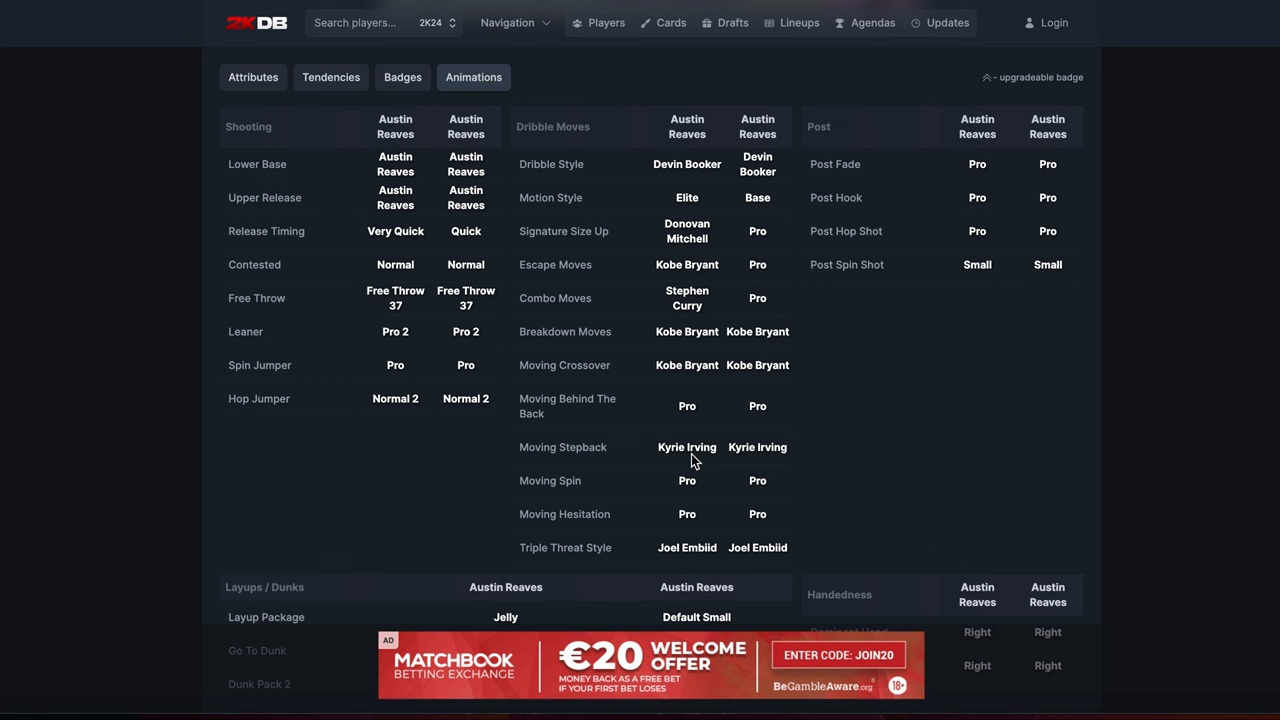 2KDB Search players... 2K24 Navigation Players Cards Drafts Lineups Agendas Updates Login
Attributes Tendencies Badges Animations - upgradeable badge
Shooting Austin Reaves Austin Reaves
Lower Base Austin Reaves Austin Reaves
Upper Release Austin Reaves Austin Reaves
Release Timing Very Quick Quick
Contested Normal Normal
Free Throw Free Throw 37 Free Throw 37
Leaner Pro 2 Pro 2
Spin Jumper Pro Pro
Hop Jumper Normal 2 Normal 2
Dribble Moves Austin Reaves Austin Reaves
Dribble Style Devin Booker Devin Booker
Motion Style Elite Base
Signature Size Up Donovan Mitchell Pro
Escape Moves Kobe Bryant Pro
Combo Moves Stephen Curry Pro
Breakdown Moves Kobe Bryant Kobe Bryant
Moving Crossover Kobe Bryant Kobe Bryant
Moving Behind The Back Pro Pro
Moving Stepback Kyrie Irving Kyrie Irving
Moving Spin Pro Pro
Moving Hesitation Pro Pro
Triple Threat Style Joel Embiid Joel Embiid
Post Austin Reaves Austin Reaves
Post Fade Pro Pro
Post Hook Pro Pro
Post Hop Shot Pro Pro
Post Spin Shot Small Small
Layups / Dunks Austin Reaves Austin Reaves
Layup Package Jelly Default Small
Go To Dunk
Dunk Pack 2
Handedness Austin Reaves Austin Reaves
Dominant Hand Right Right
Right Right
AD
MATCHBOOK
BETTING EXCHANGE
€20 WELCOME OFFER
MONEY BACK AS A FREE BET
IF YOUR FIRST BET LOSES
ENTER CODE: JOIN20
BeGambleAware.org 18+